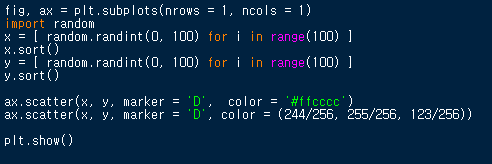 fig, ax = plt.subplots(nrows = 1, ncols = 1)
import random
x = [ random.randint(0, 100) for i in range(100) ]
x.sort()
y = [ random.randint(0, 100) for i in range(100) ]
y.sort()
ax.scatter(x, y, marker = 'D',  color = '#ffcccc')
ax.scatter(x, y, marker = 'D', color = (244/256, 255/256, 123/256))
plt.show()